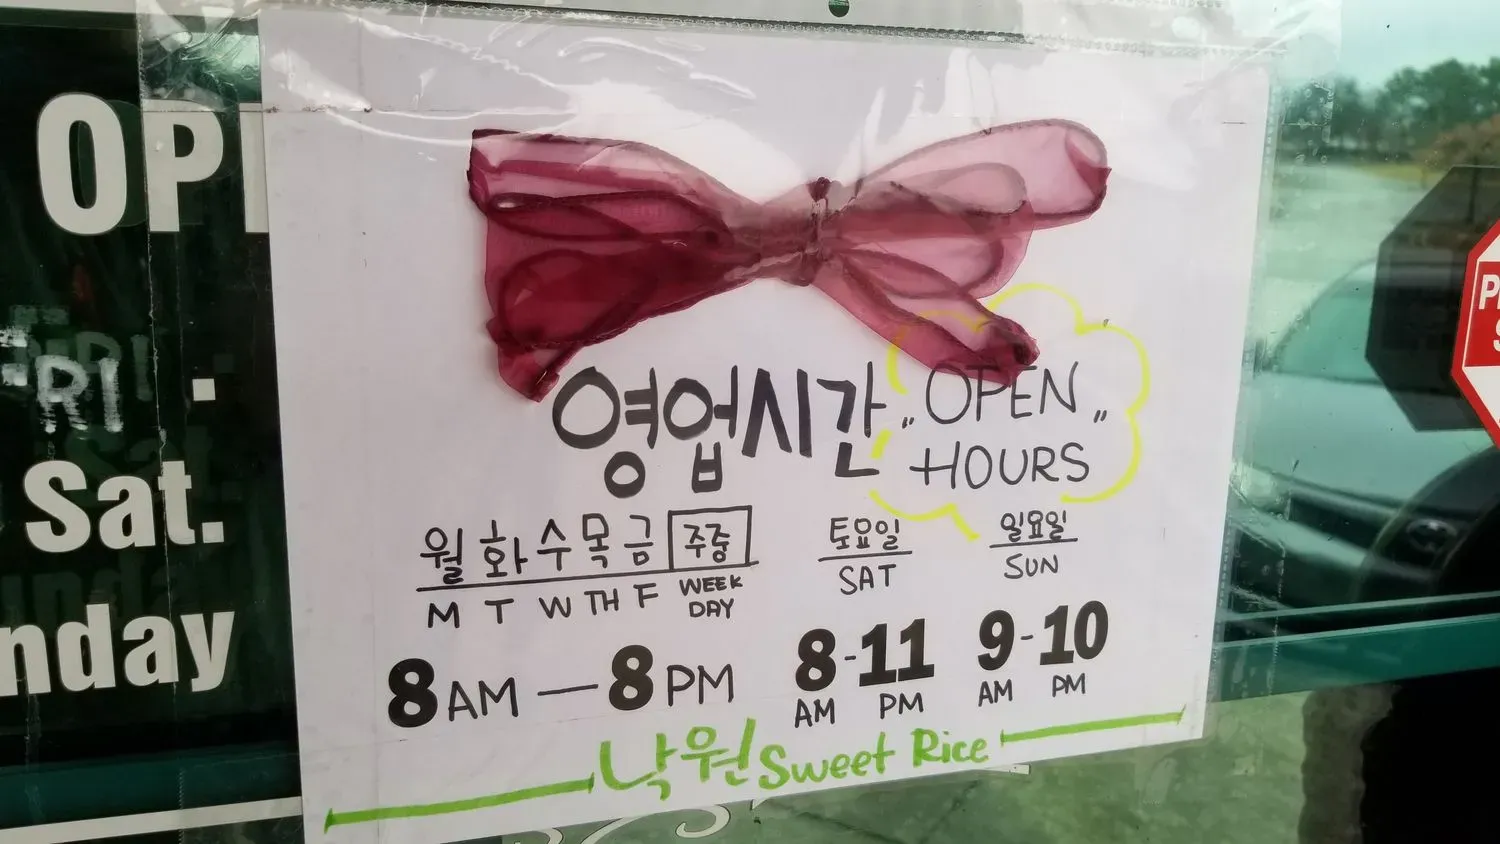 영업시간 "OPEN
HOURS"
월 화 수 목 금 주중
M T W TH F WEEK
DAY
8AM — 8PM
토요일
SAT
8-11
AM PM
일요일
SUN
9-10
AM PM
낙원 Sweet Rice
FRI
Sat.